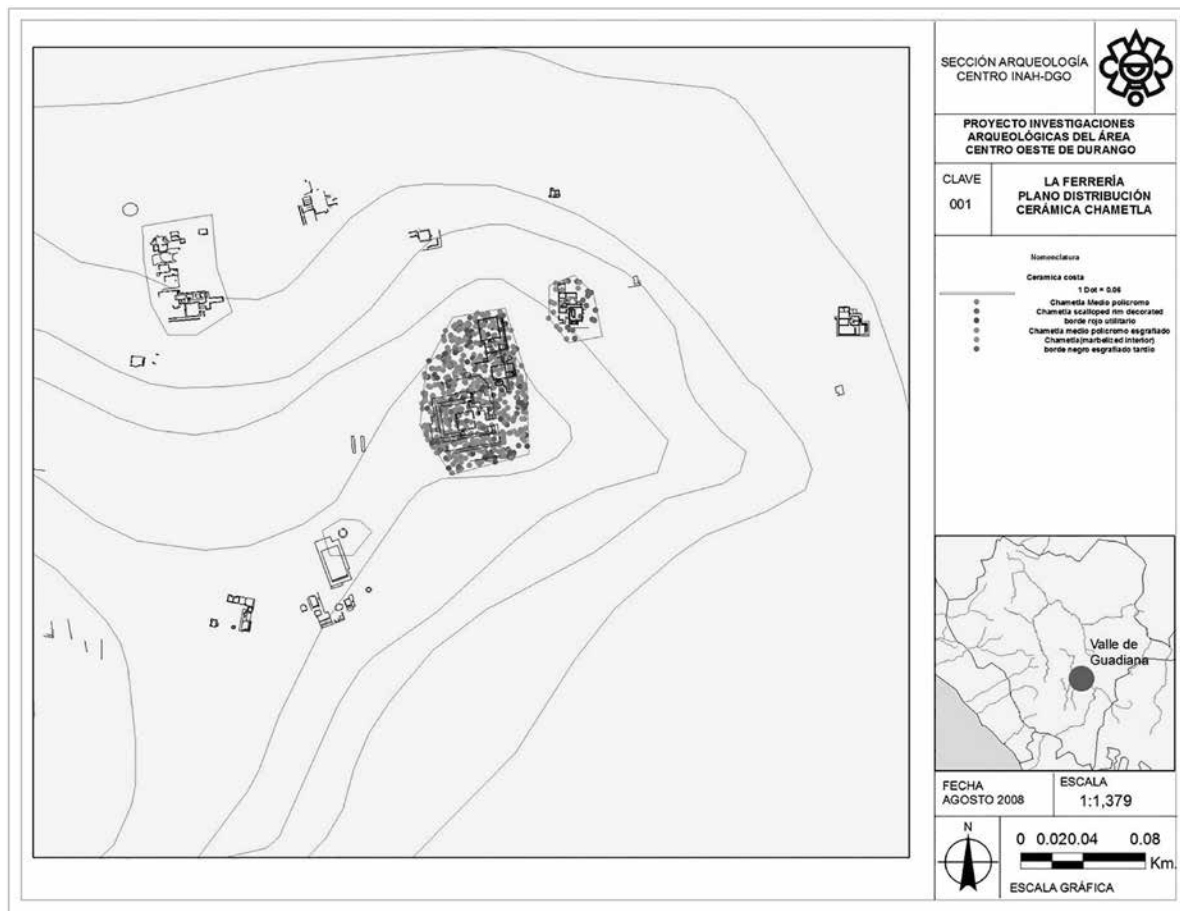 SECCIÓN ARQUEOLOGÍA
CENTRO INAH-DGO
PROYECTO INVESTIGACIONES
ARQUEOLÓGICAS DEL ÁREA
CENTRO OESTE DE DURANGO
CLAVE
001
LA FERRERÍA
PLANO DISTRIBUCIÓN
CERÁMICA CHAMETLA
Nomenclatura
Ceramica costa
1 Dot = 0.06
Chametla Medio policromo
Chametla scalloped rim decorated
borde rojo utilitario
Chametla medio policromo esgrafiado
Chametla(marbelized interior)
borde negro esgrafiado tardio
Valle de
Guadiana
FECHA
AGOSTO 2008
ESCALA
1:1,379
N
0 0.020.04 0.08
Km.
ESCALA GRÁFICA